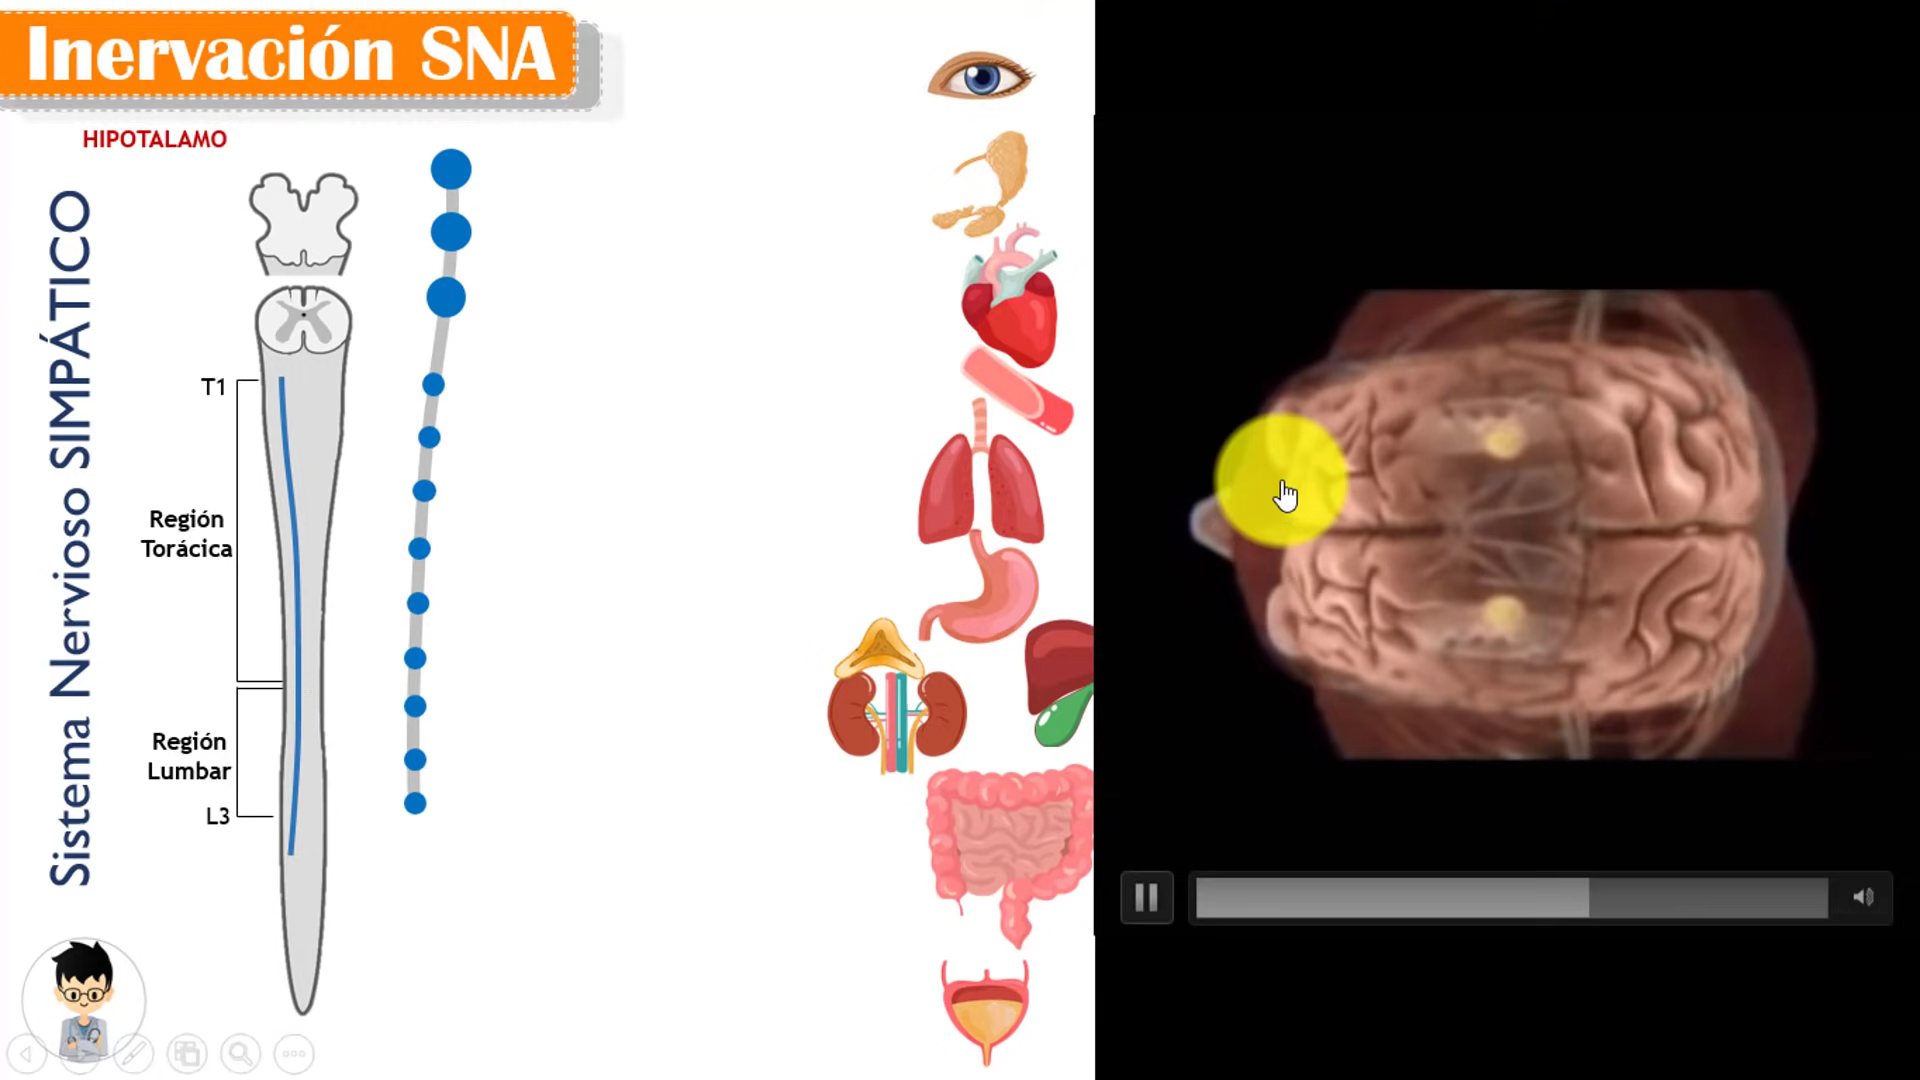 Inervación SNA
HIPOTALAMO
Sistema Nervioso SIMPÁTICO
T1
Región
Torácica
Región
Lumbar
L3